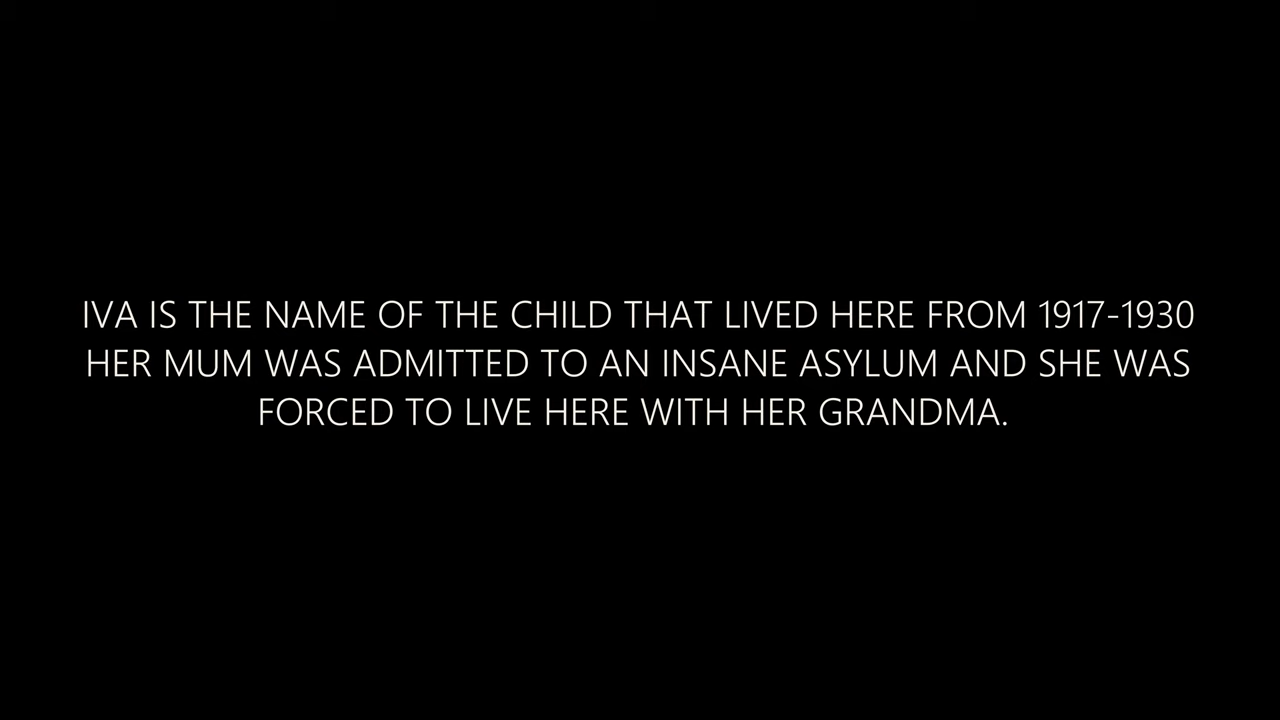 IVA IS THE NAME OF THE CHILD THAT LIVED HERE FROM 1917-1930
HER MUM WAS ADMITTED TO AN INSANE ASYLUM AND SHE WAS
FORCED TO LIVE HERE WITH HER GRANDMA.